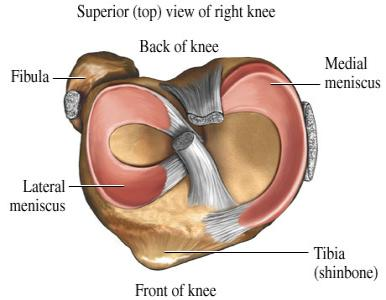 Superior (top) view of right knee
Back of knee
Fibula
Medial
meniscus
Lateral
meniscus
Tibia
(shinbone)
Front of knee